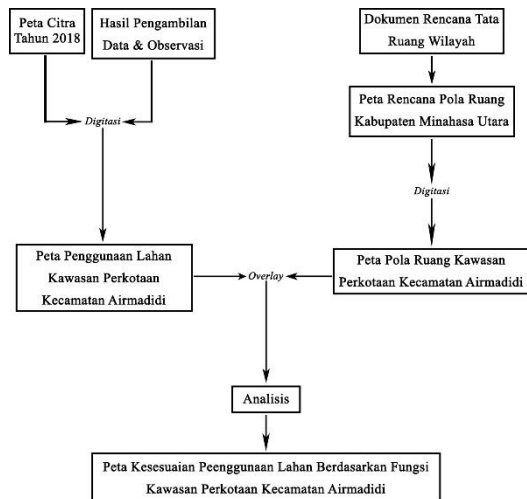 Peta Citra
Tahun 2018
Hasil Pengambilan
Data & Observasi
Dokumen Rencana Tata
Ruang Wilayah
Peta Rencana Pola Ruang
Kabupaten Minahasa Utara
Digitasi
Digitasi
Peta Penggunaan Lahan
Kawasan Perkotaan
Kecamatan Airmadidi
Overlay
Peta Pola Ruang Kawasan
Perkotaan Kecamatan Airmadidi
Analisis
Peta Kesesuaian Peenggunaan Lahan Berdasarkan Fungsi
Kawasan Perkotaan Kecamatan Airmadidi